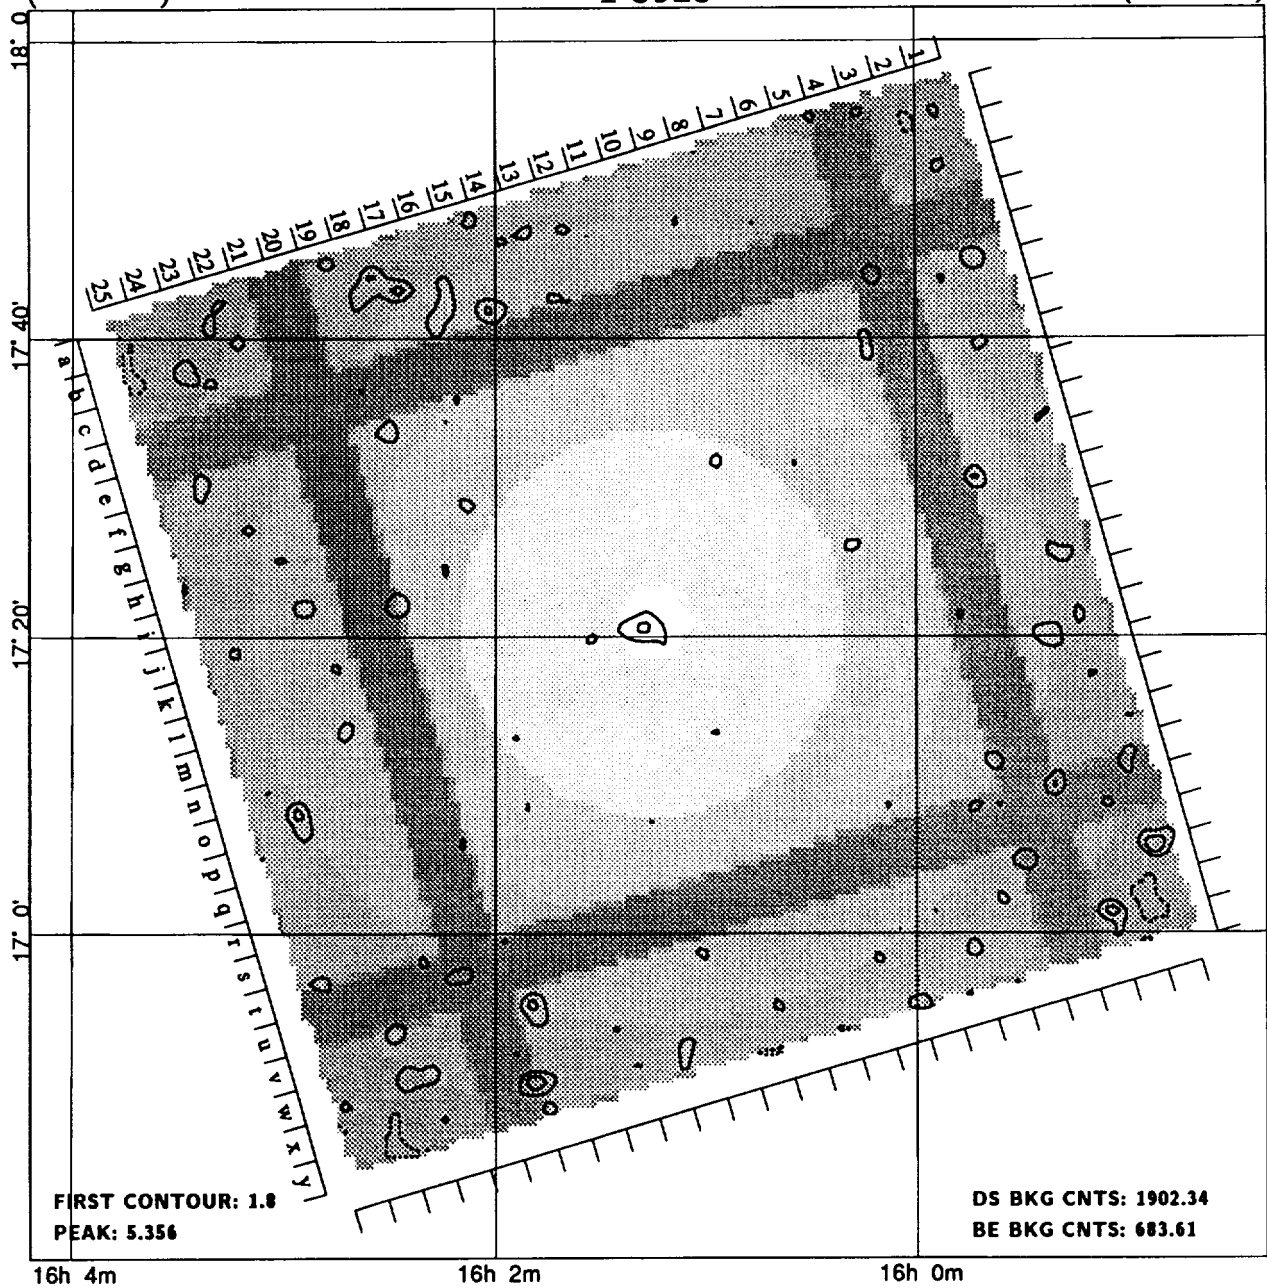 18° 0'
1 2 3 4 5 6 7 8 9 10 11 12 13 14 15 16 17 18 19 20 21 22 23 24 25
17° 40'
a b c d e f g h i j k l m n o p q r s t u v w x y
17° 20'
17° 0'
FIRST CONTOUR: 1.8
PEAK: 5.356
DS BKG CNTS: 1902.34
BE BKG CNTS: 683.61
16h 4m 16h 2m 16h 0m